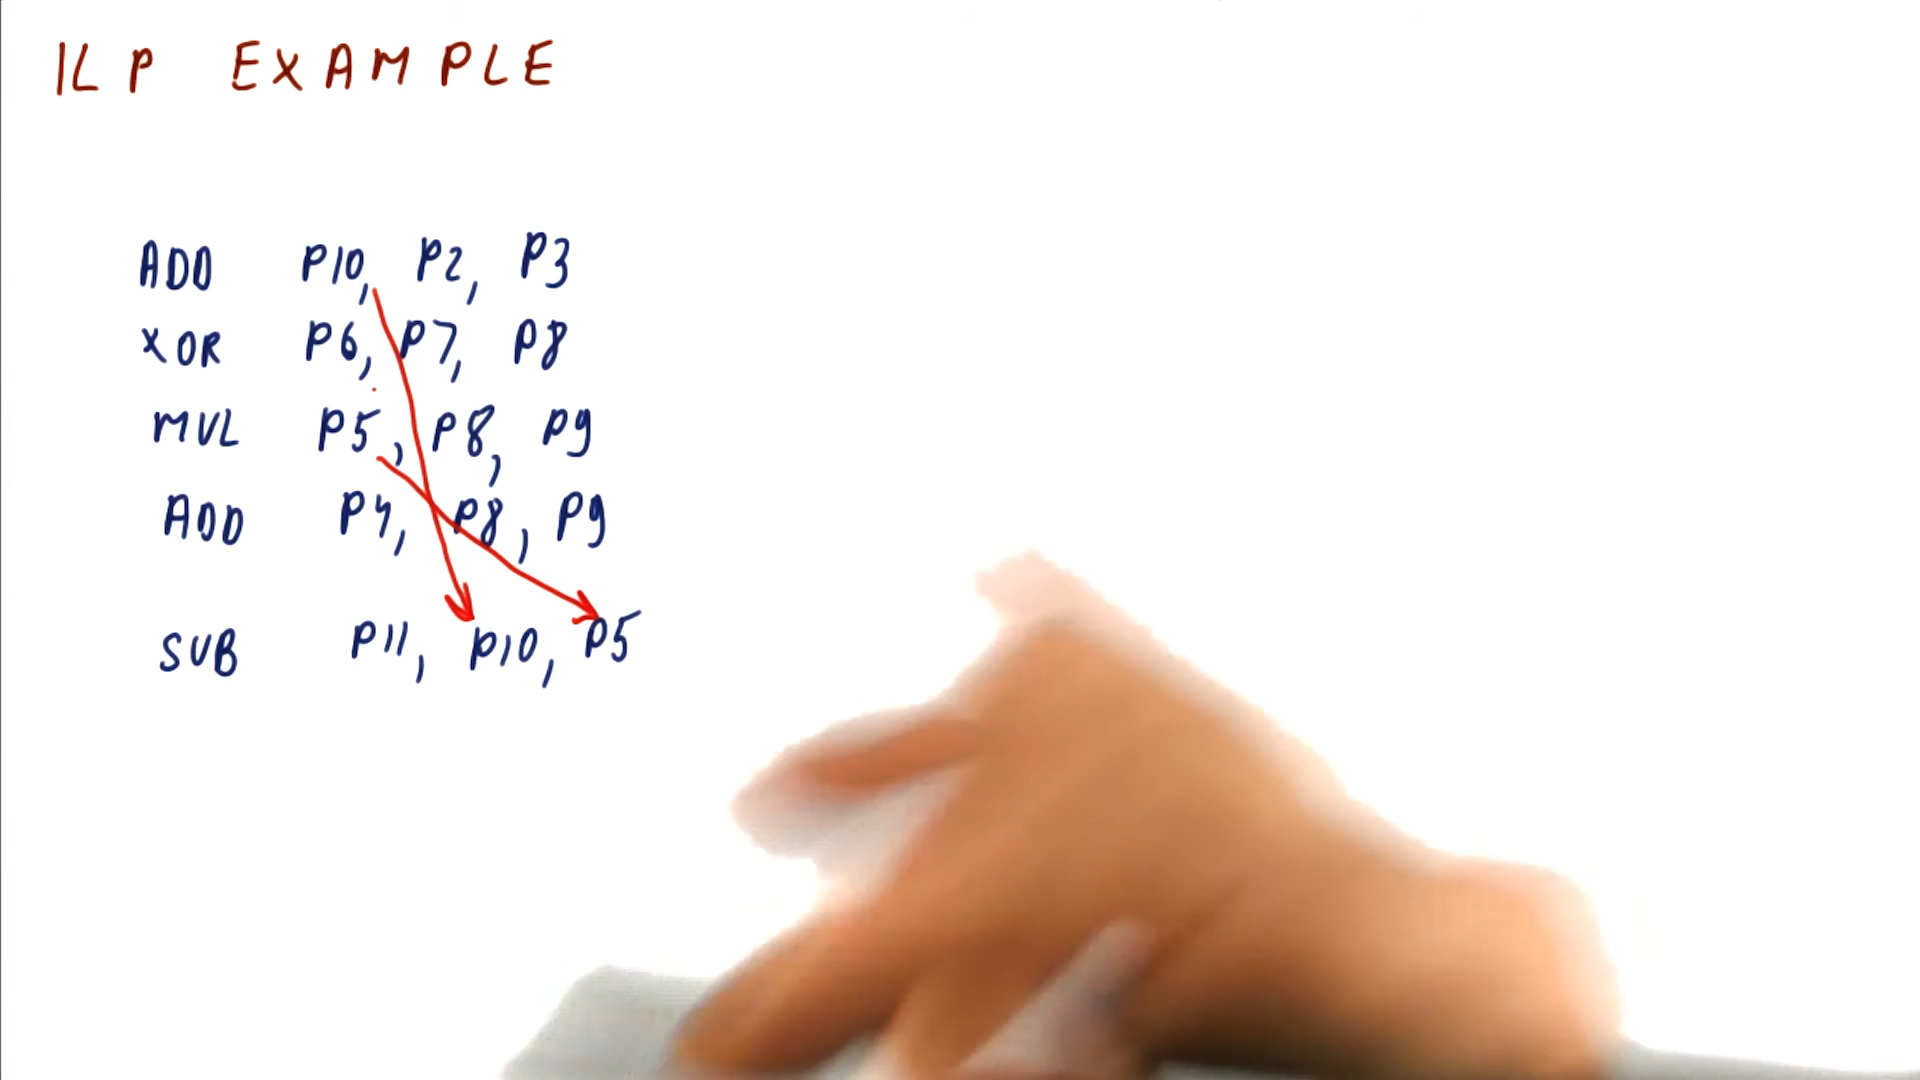 ILP EXAMPLE
ADD P10, P2, P3
XOR P6, P7, P8
MUL P5, P8, P9
ADD P4, P8, P9
SUB P11, P10, P5